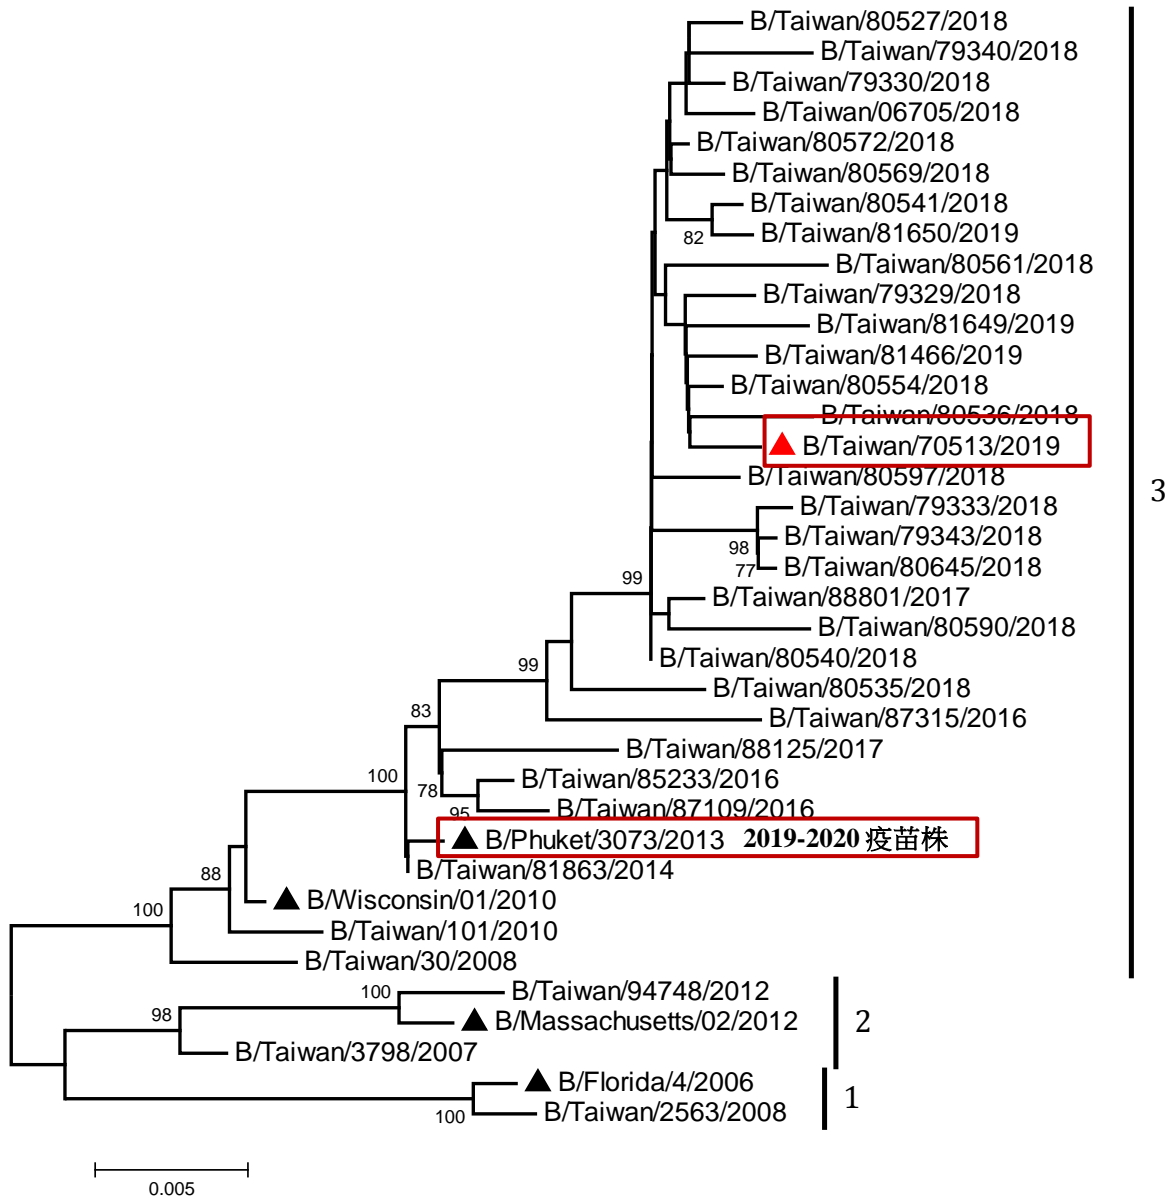 B/Taiwan/80527/2018
B/Taiwan/79340/2018
B/Taiwan/79330/2018
B/Taiwan/06705/2018
B/Taiwan/80572/2018
B/Taiwan/80569/2018
B/Taiwan/80541/2018
82
B/Taiwan/81650/2019
B/Taiwan/80561/2018
B/Taiwan/79329/2018
B/Taiwan/81649/2019
B/Taiwan/81466/2019
B/Taiwan/80554/2018
B/Taiwan/80536/2018
B/Taiwan/70513/2019
B/Taiwan/80597/2018
3
B/Taiwan/79333/2018
B/Taiwan/79343/2018
98
77
B/Taiwan/80645/2018
99
B/Taiwan/88801/2017
B/Taiwan/80590/2018
B/Taiwan/80540/2018
99
B/Taiwan/80535/2018
83
B/Taiwan/87315/2016
B/Taiwan/88125/2017
100
B/Taiwan/85233/2016
78
95
B/Taiwan/87109/2016
B/Phuket/3073/2013 2019-2020 疫苗株
B/Taiwan/81863/2014
88
B/Wisconsin/01/2010
100
B/Taiwan/101/2010
B/Taiwan/30/2008
100
B/Taiwan/94748/2012
98
B/Massachusetts/02/2012
2
B/Taiwan/3798/2007
B/Florida/4/2006
1
100
B/Taiwan/2563/2008
0.005